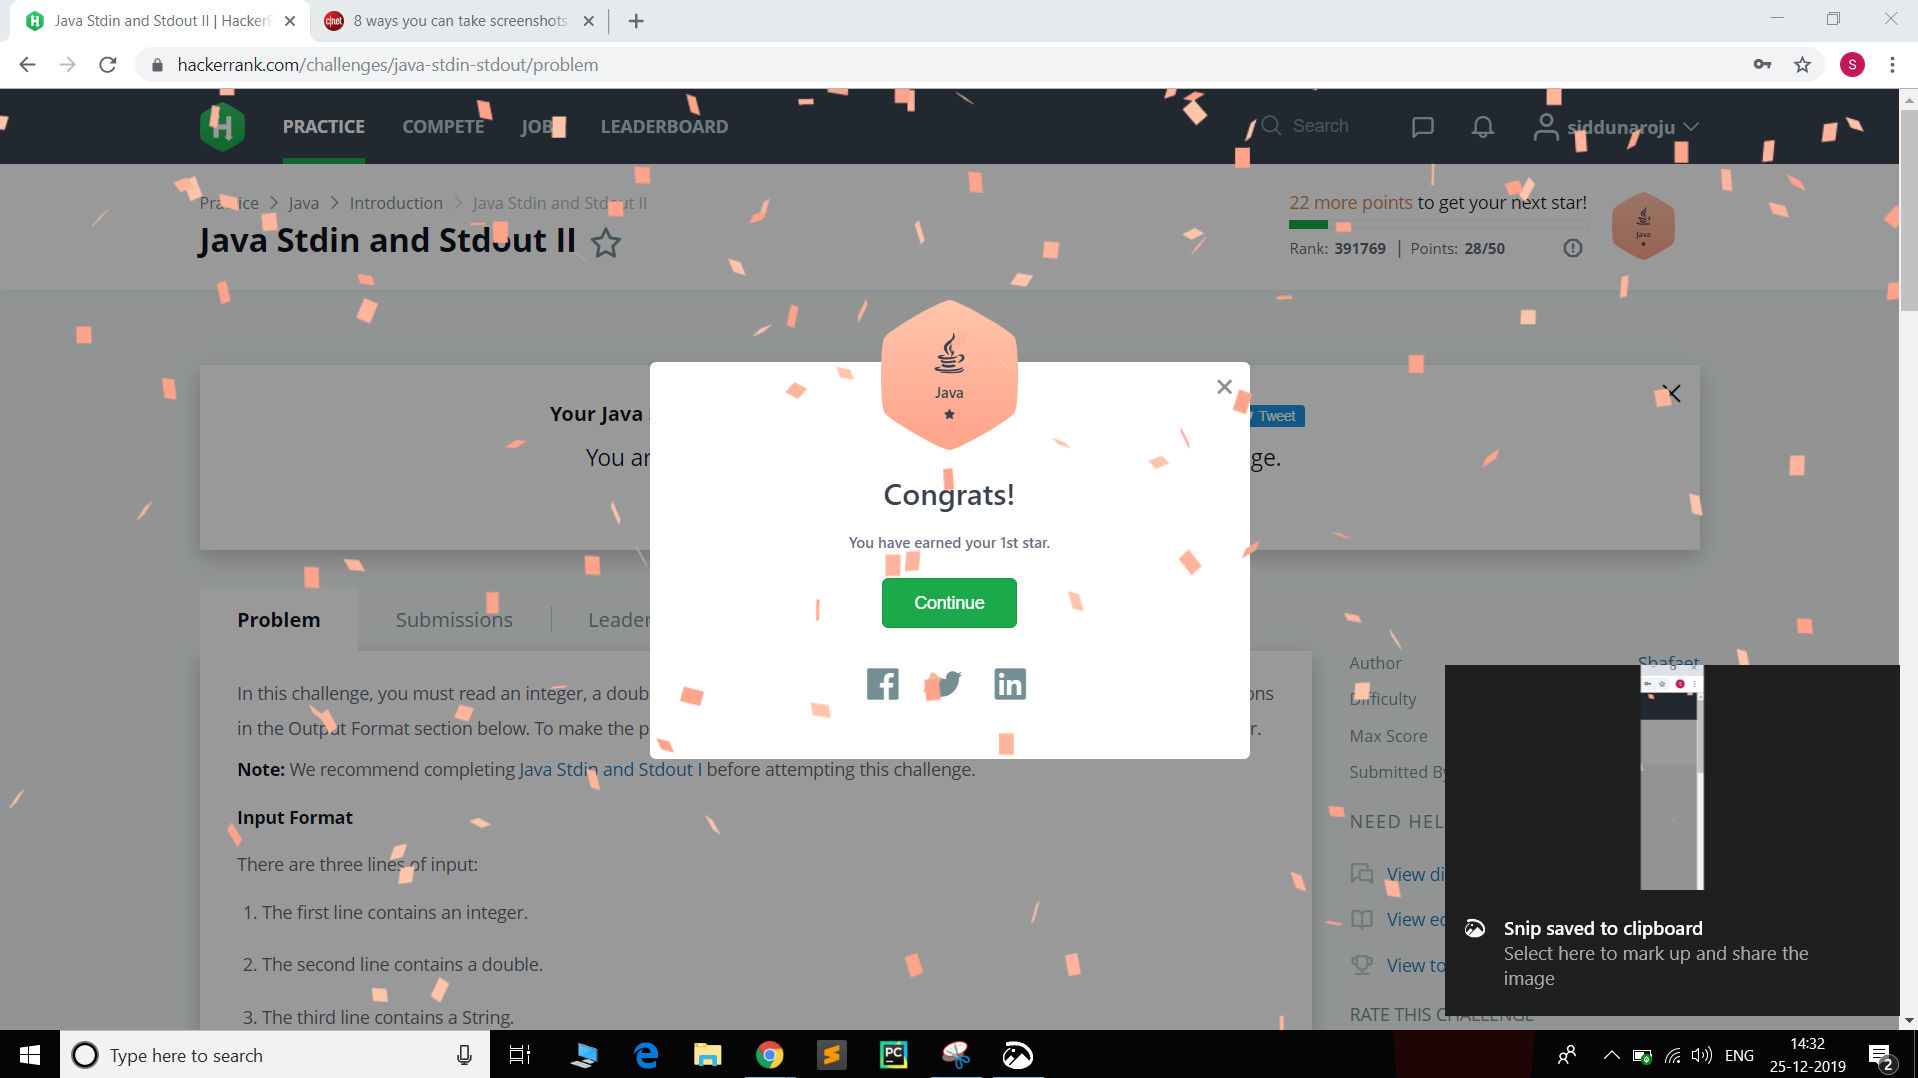 Java Stdin and Stdout II | Hacker
8 ways you can take screenshots
hackerrank.com/challenges/java-stdin-stdout/problem
S
H
PRACTICE
COMPETE
JOB
LEADERBOARD
Search
siddunaroju
Practice > Java > Introduction > Java Stdin and Stdout II
Java Stdin and Stdout II
22 more points to get your next star!
Rank: 391769 | Points: 28/50
Java
Your Java
Tweet
You ar
ge.
Java
Congrats!
You have earned your 1st star.
Continue
Problem
Submissions
Leader
In this challenge, you must read an integer, a doub
ns
in the Output Format section below. To make the p
r.
Note: We recommend completing Java Stdin and Stdout I before attempting this challenge.
Input Format
There are three lines of input:
1. The first line contains an integer.
2. The second line contains a double.
3. The third line contains a String.
Author
Shafaet
Difficulty
Max Score
Submitted By
NEED HEL
View di
View ed
View to
RATE THIS CHALLENGE
Snip saved to clipboard
Select here to mark up and share the
image
Type here to search
PC
ENG
14:32
25-12-2019
2